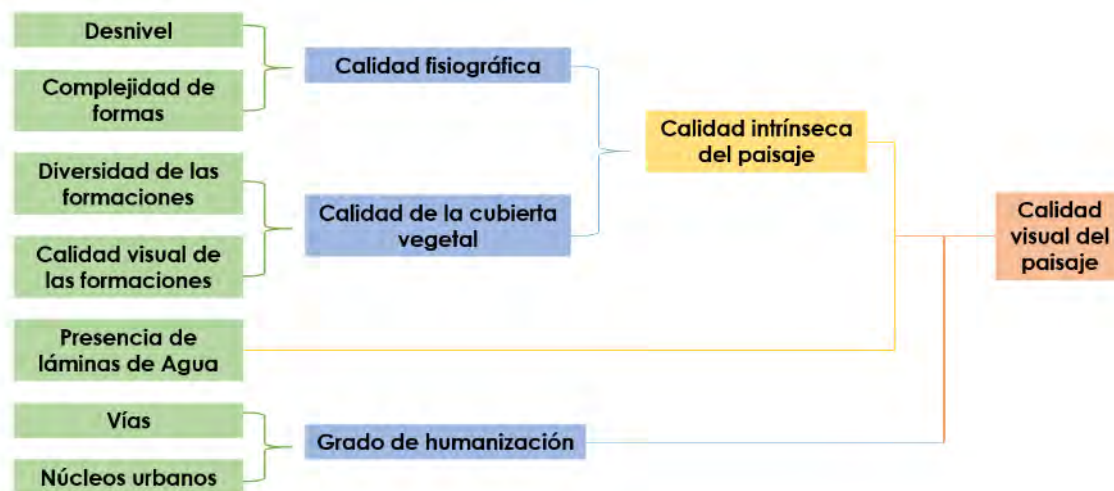 Desnivel
Complejidad de
formas
Diversidad de las
formaciones
Calidad visual de
las formaciones
Presencia de
láminas de Agua
Vías
Núcleos urbanos
Calidad fisiográfica
Calidad de la cubierta
vegetal
Grado de humanización
Calidad intrínseca
del paisaje
Calidad
visual del
paisaje